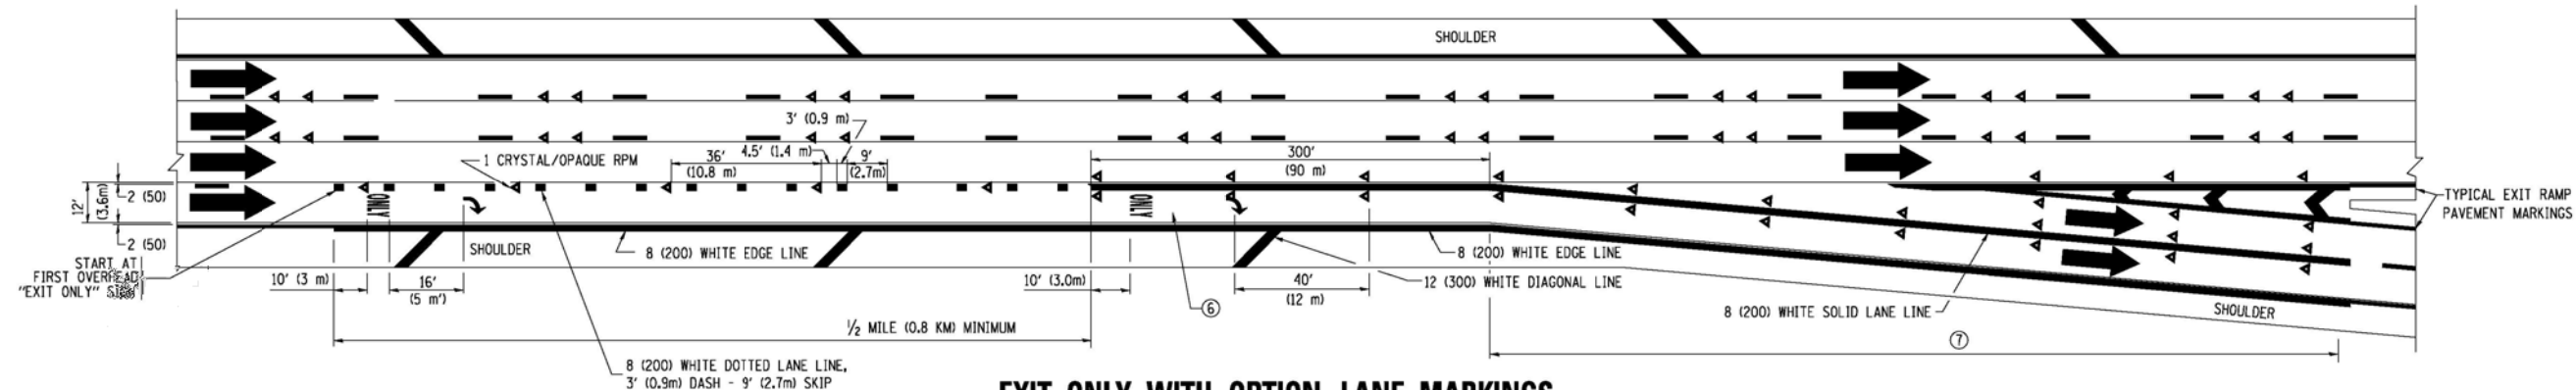 SHOULDER
3' (0.9 m)
1 CRYSTAL/OPAQUE RPM
36'
(10.8 m)
4.5' (1.4 m)
9'
(2.7m)
300'
(90 m)
12'
(3.6m)
2 (50)
2 (50)
ONLY
ONLY
TYPICAL EXIT RAMP
PAVEMENT MARKINGS
START AT
FIRST OVERHEAD
"EXIT ONLY" SIGN
SHOULDER
8 (200) WHITE EDGE LINE
8 (200) WHITE EDGE LINE
10' (3 m)
16'
(5 m')
10' (3.0m)
40'
(12 m)
12 (300) WHITE DIAGONAL LINE
6
8 (200) WHITE SOLID LANE LINE
SHOULDER
½ MILE (0.8 KM) MINIMUM
7
8 (200) WHITE DOTTED LANE LINE,
3' (0.9m) DASH - 9' (2.7m) SKIP
EXIT ONLY WITH OPTION LANE MARKINGS